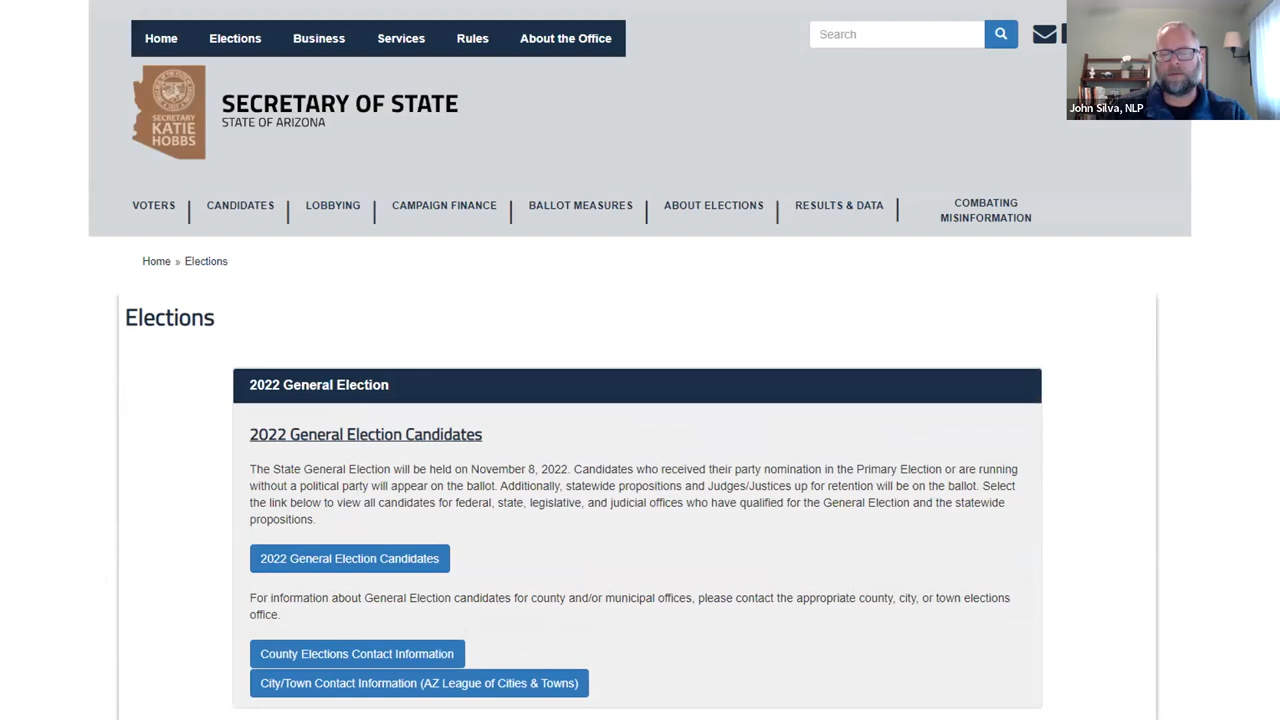 Home Elections Business Services Rules About the Office
Search
John Silva, NLP
SECRETARY
KATIE
HOBBS
SECRETARY OF STATE
STATE OF ARIZONA
VOTERS CANDIDATES LOBBYING CAMPAIGN FINANCE BALLOT MEASURES ABOUT ELECTIONS RESULTS & DATA COMBATING
MISINFORMATION
Home » Elections
Elections
2022 General Election
2022 General Election Candidates
The State General Election will be held on November 8, 2022. Candidates who received their party nomination in the Primary Election or are running
without a political party will appear on the ballot. Additionally, statewide propositions and Judges/Justices up for retention will be on the ballot. Select
the link below to view all candidates for federal, state, legislative, and judicial offices who have qualified for the General Election and the statewide
propositions.
2022 General Election Candidates
For information about General Election candidates for county and/or municipal offices, please contact the appropriate county, city, or town elections
office.
County Elections Contact Information
City/Town Contact Information (AZ League of Cities & Towns)